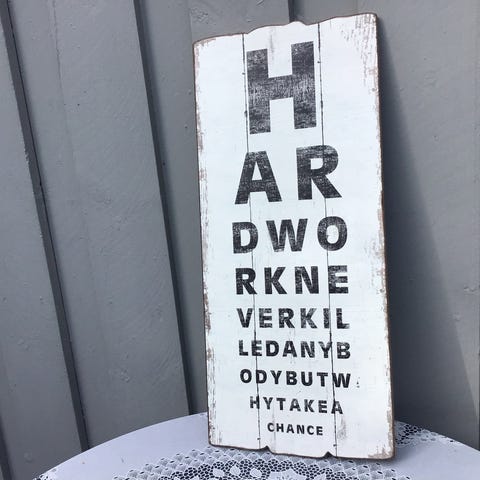 H
AR
DWO
RKNE
VERKIL
LEDANYB
ODYBUTW
HYTAKEA
CHANCE